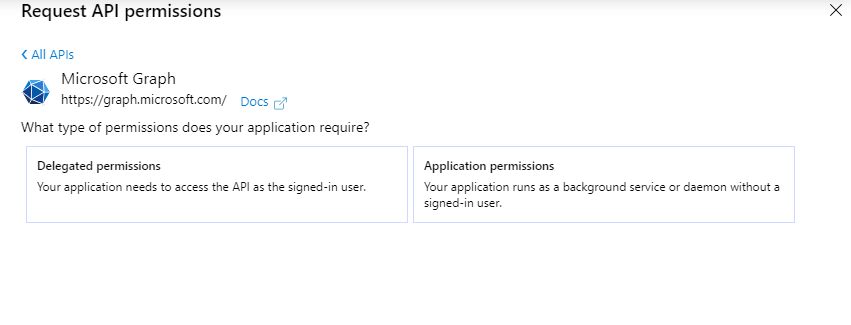 Request API permissions
All APIs
Microsoft Graph
https://graph.microsoft.com/ Docs
What type of permissions does your application require?
Delegated permissions
Your application needs to access the API as the signed-in user.
Application permissions
Your application runs as a background service or daemon without a
signed-in user.